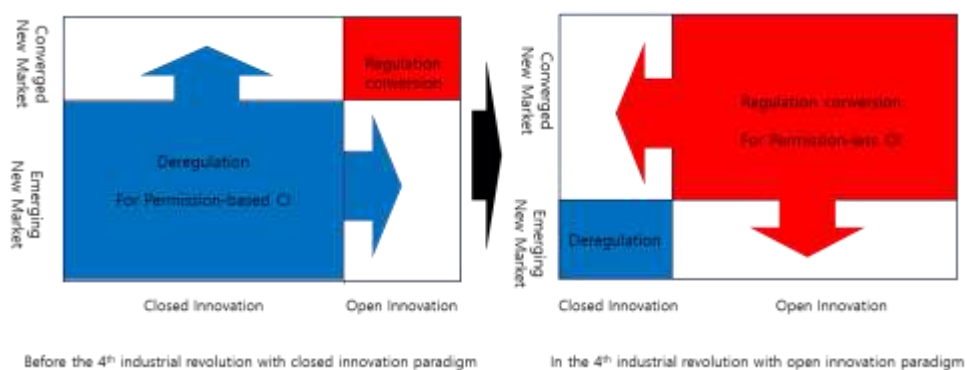 Converged
New Market
Emerging
New Market
Regulation
conversion
Deregulation
For Permission-based CI
Closed Innovation
Open Innovation
Before the 4th industrial revolution with closed innovation paradigm
Converged
New Market
Emerging
New Market
Regulation conversion
For Permission-less CI
Deregulation
Closed Innovation
Open Innovation
In the 4th industrial revolution with open innovation paradigm